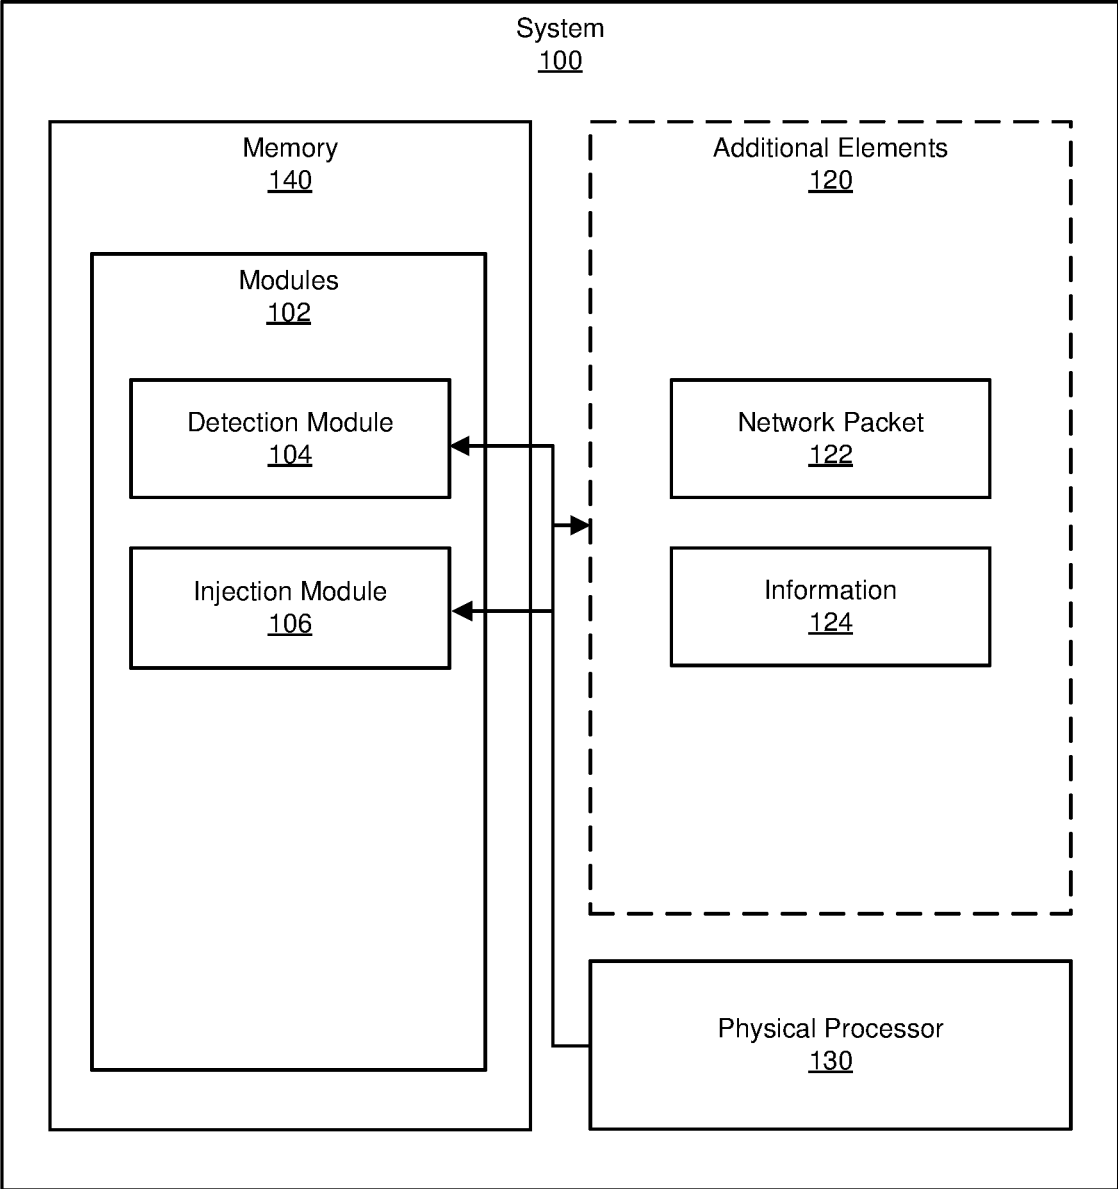 System
100
Memory
140
Modules
102
Detection Module
104
Injection Module
106
Additional Elements
120
Network Packet
122
Information
124
Physical Processor
130